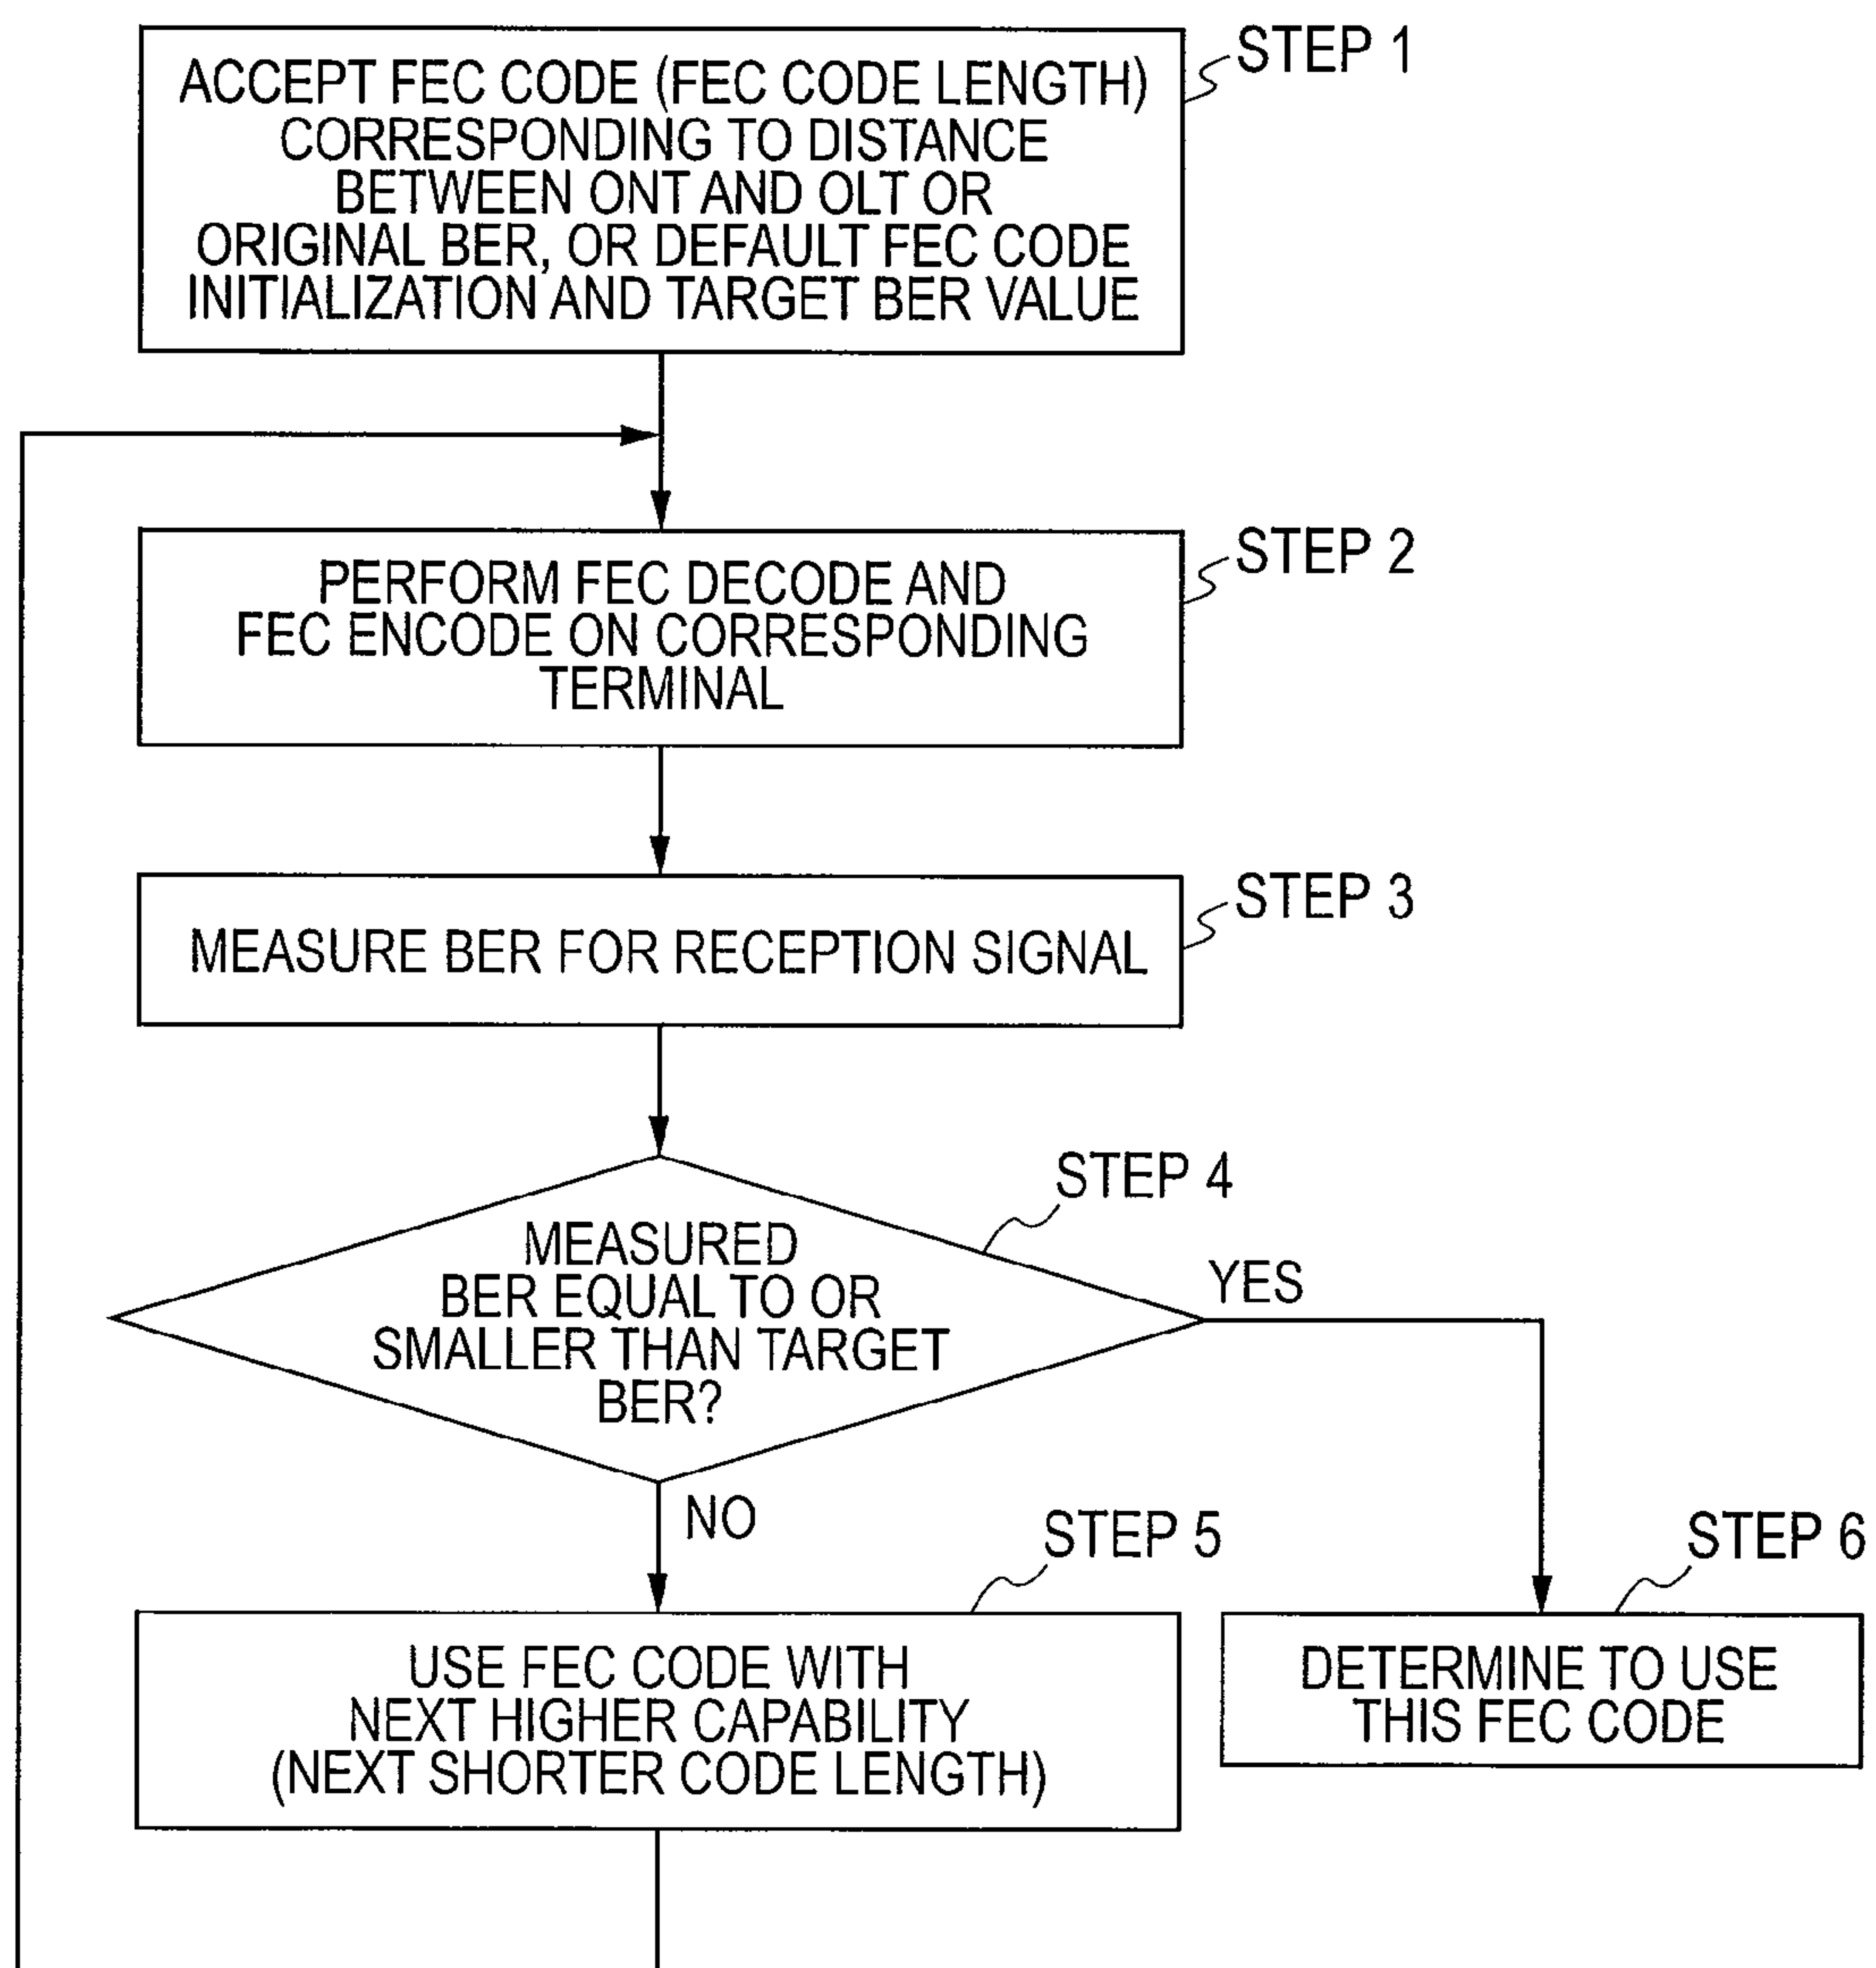 STEP 1
ACCEPT FEC CODE (FEC CODE LENGTH)
CORRESPONDING TO DISTANCE
BETWEEN ONT AND OLT OR
ORIGINAL BER, OR DEFAULT FEC CODE
INITIALIZATION AND TARGET BER VALUE
STEP 2
PERFORM FEC DECODE AND
FEC ENCODE ON CORRESPONDING
TERMINAL
STEP 3
MEASURE BER FOR RECEPTION SIGNAL
STEP 4
MEASURED
BER EQUAL TO OR
SMALLER THAN TARGET
BER?
YES
NO
STEP 5
USE FEC CODE WITH
NEXT HIGHER CAPABILITY
(NEXT SHORTER CODE LENGTH)
STEP 6
DETERMINE TO USE
THIS FEC CODE